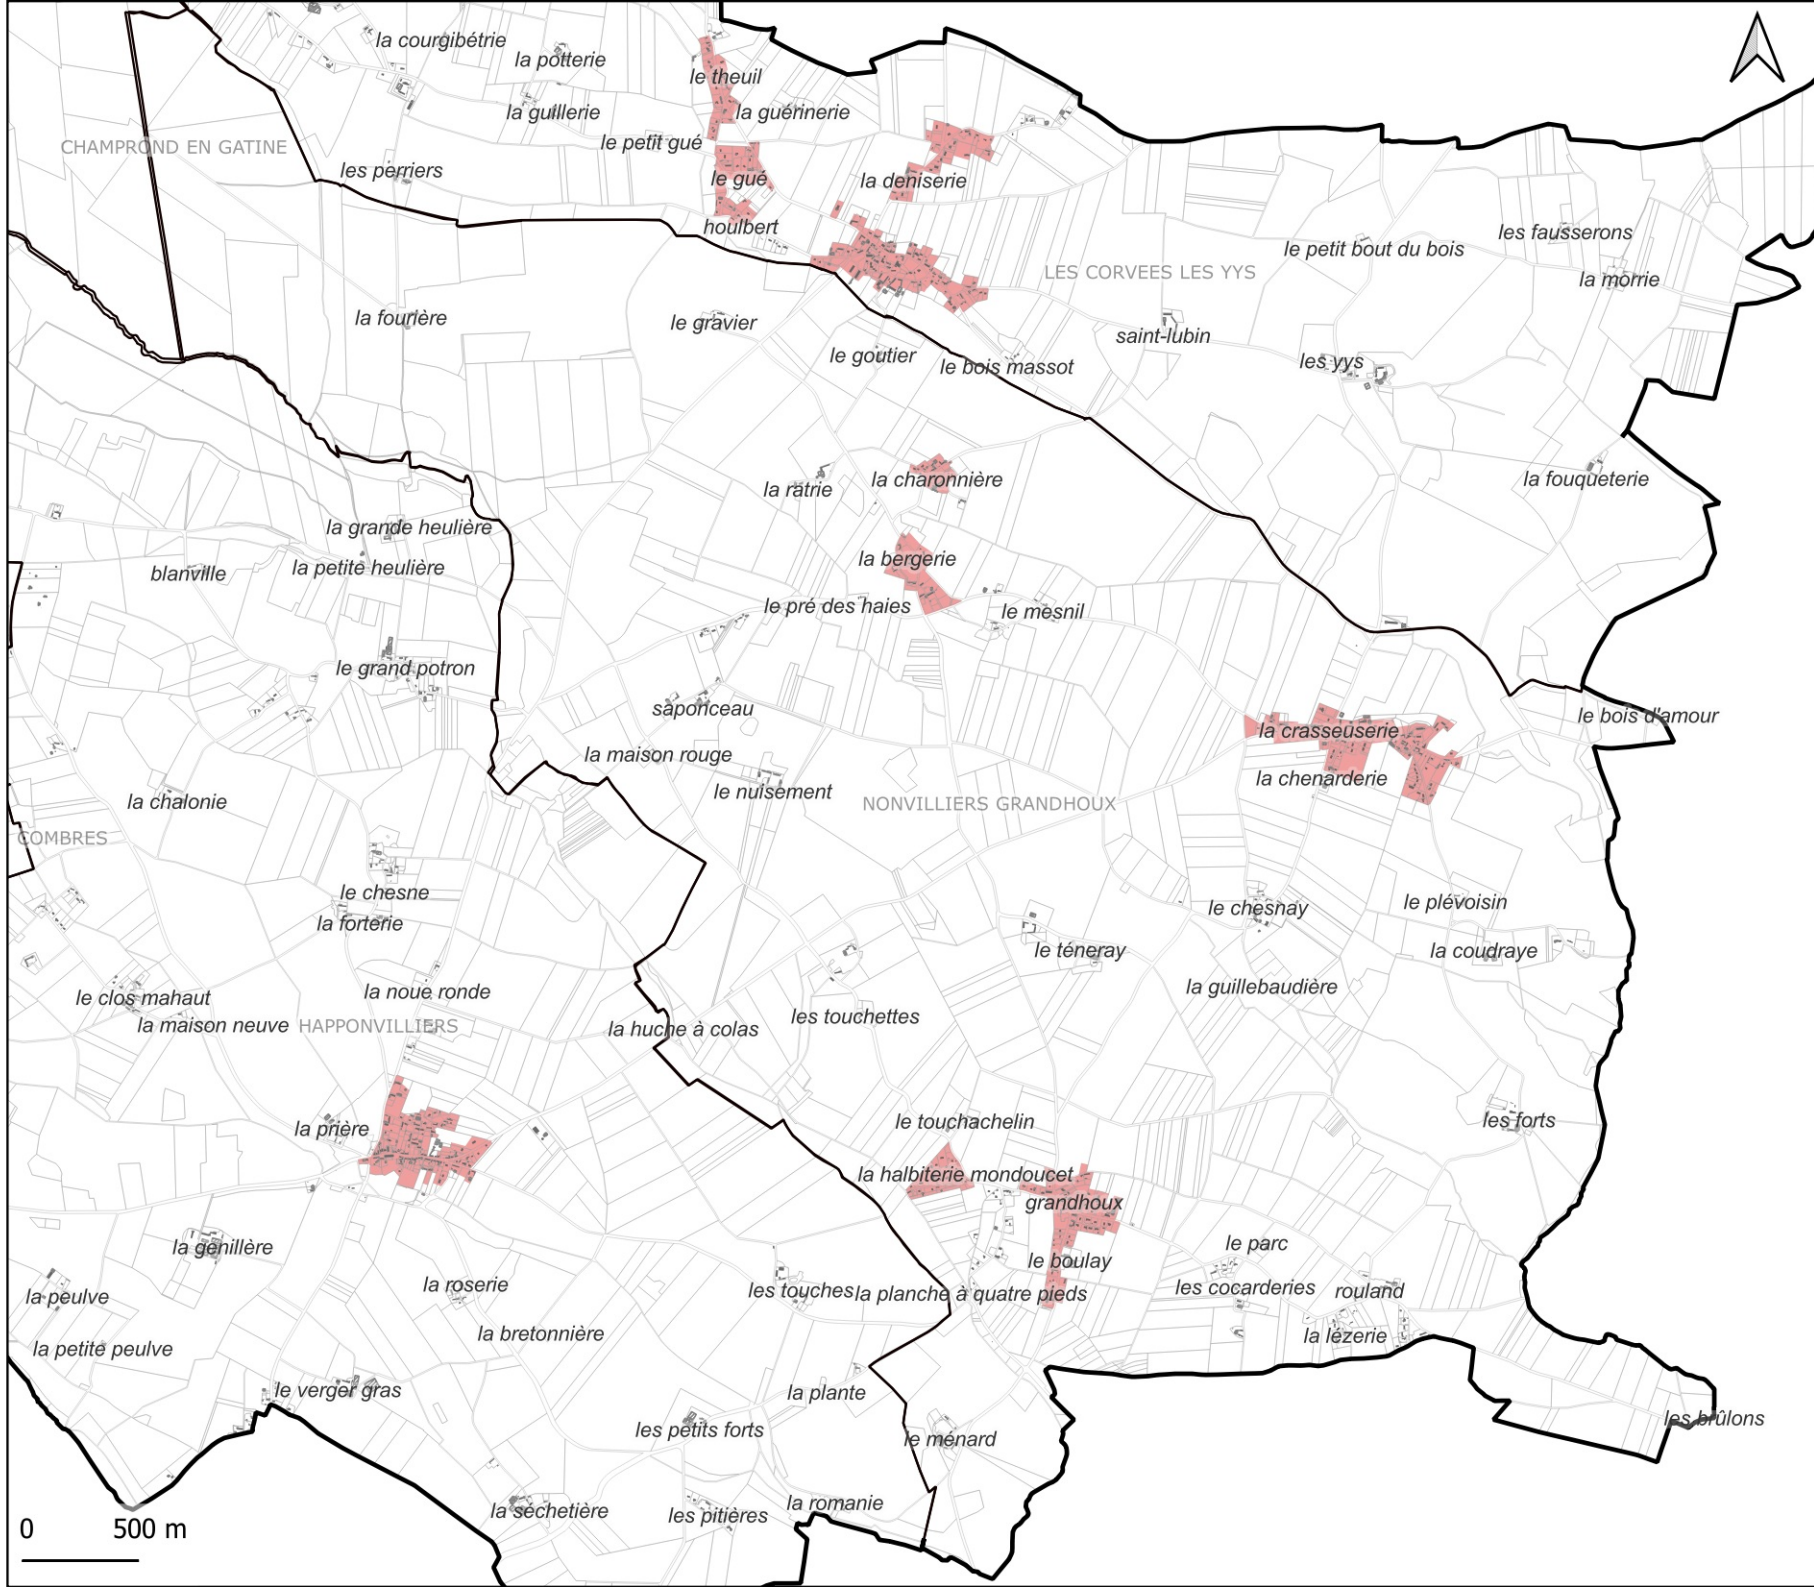 la courgibétrie
la potterie
le theuil
la guillerie
la guérinerie
le petit gué
CHAMPROND EN GATINE
les perriers
le gué
la deniserie
houlbert
les fausserons
le petit bout du bois
LES CORVEES LES YYS
la morrie
la fourière
le gravier
saint-lubin
le goutier
le bois massot
les yys
la ratrie
la charonnière
la fouqueterie
la grande heulière
la petite heulière
blanville
la bergerie
le pré des haies
le mesnil
le grand potron
saponceau
le bois d'amour
la crasseuserie
la maison rouge
la chenarderie
le nuisement
la chalonie
NONVILLIERS GRANDHOUX
COMBRES
le chesne
la forterie
le chesnay
le plévoisin
le téneray
la coudraye
la guillebaudière
la noue ronde
le clos mahaut
la maison neuve
HAPPONVILLIERS
la huche à colas
les touchettes
la prière
le touchachelin
les forts
la halbiterie mondoucet
grandhoux
la genillère
le parc
le boulay
la peulve
la roserie
les touches
la planche à quatre pieds
les cocarderies
rouland
la bretonnière
la lézerie
la petite peulve
le verger gras
la plante
les petits forts
le ménard
les brûlons
la séchetière
les pitières
la romanie
0 500 m